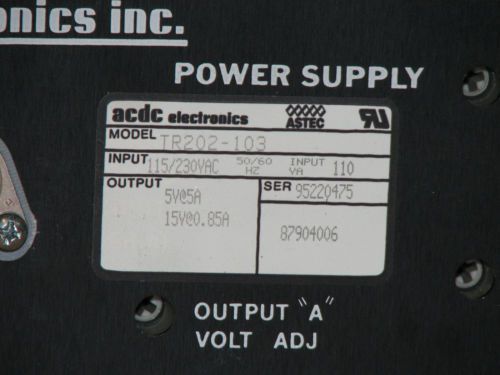 onics inc.
POWER SUPPLY
acdc electronics ASTEC
MODEL TR202-103
INPUT 115/230VAC 50/60 HZ INPUT VA 110
OUTPUT 5V@5A SER 95220475
15V@0.85A
87904006
OUTPUT "A"
VOLT ADJ